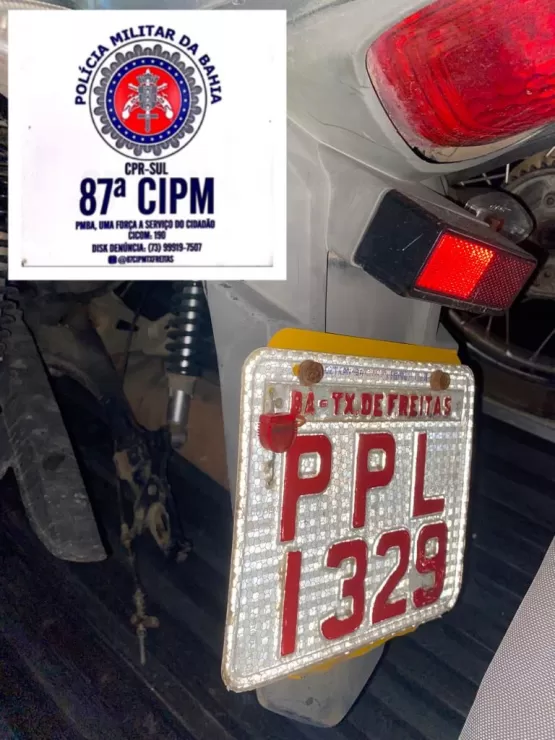 POLÍCIA MILITAR DA BAHIA
CPR-SUL
87ª CIPM
PMBA, UMA FORÇA A SERVIÇO DO CIDADÃO
CICOM: 190
DISK DENÚNCIA: (73) 99919-7507
@87CIPMTXFREITAS
BA-TX.DE FREITAS
PPL
1329